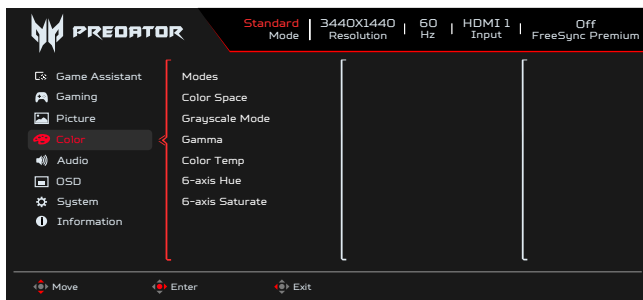 PREDATOR
Standard Mode
3440X1440 Resolution
60 Hz
HDMI 1 Input
Off FreeSync Premium
Game Assistant
Gaming
Picture
Color
Audio
OSD
System
Information
Modes
Color Space
Grayscale Mode
Gamma
Color Temp
6-axis Hue
6-axis Saturate
Move
Enter
Exit